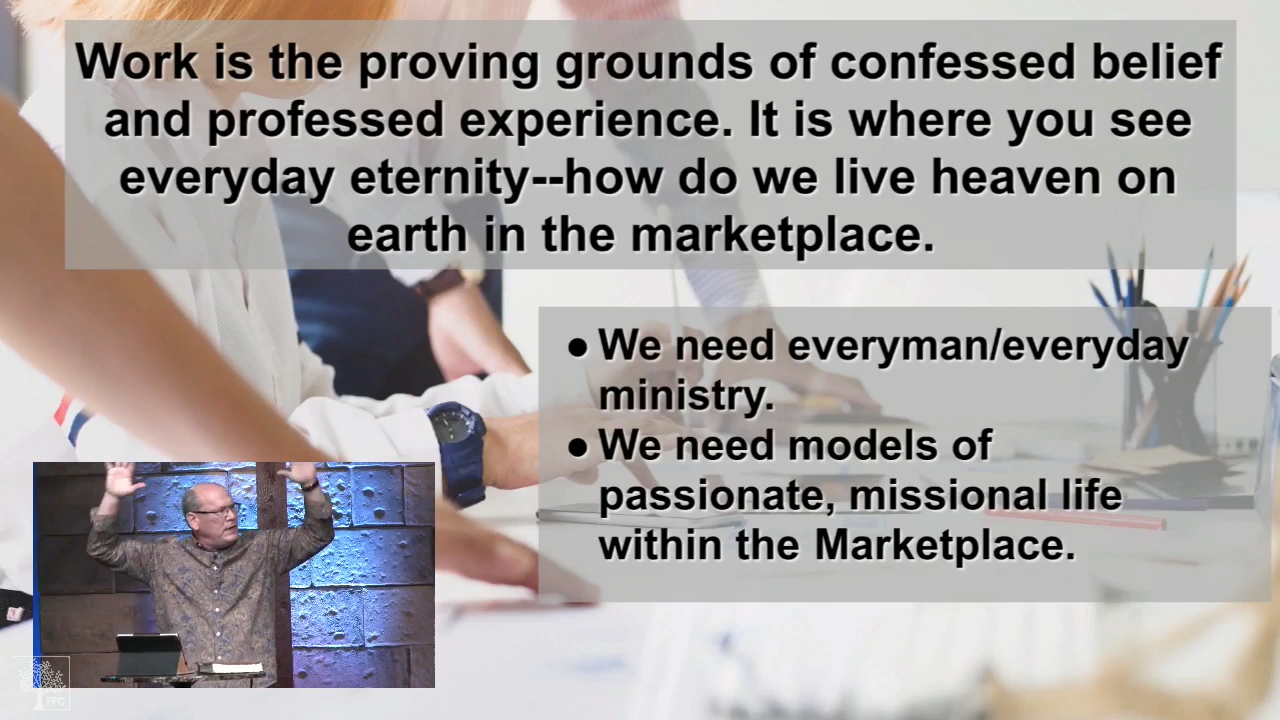 Work is the proving grounds of confessed belief
and professed experience. It is where you see
everyday eternity--how do we live heaven on
earth in the marketplace.
● We need everyman/everyday
ministry.
● We need models of
passionate, missional life
within the Marketplace.
FFC